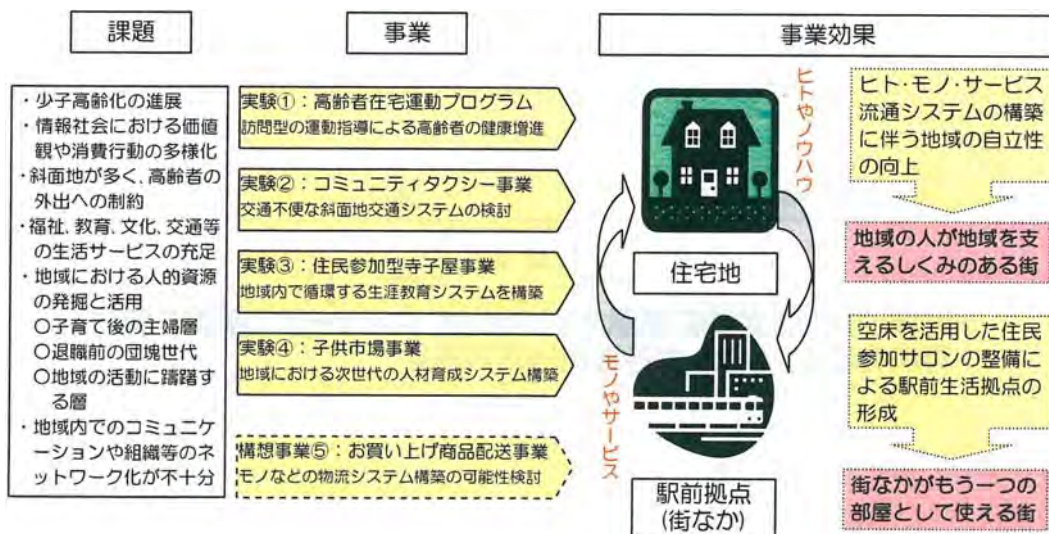 課題
・少子高齢化の進展
・情報社会における価値
観や消費行動の多様化
・斜面地が多く、高齢者の
外出への制約
・福祉、教育、文化、交通等
の生活サービスの充足
・地域における人的資源
の発掘と活用
〇子育て後の主婦層
〇退職前の団塊世代
〇地域の活動に躊躇す
る層
・地域内でのコミュニケ
ーションや組織等のネ
ットワーク化が不十分
事業
実験①：高齢者在宅運動プログラム
訪問型の運動指導による高齢者の健康増進
実験②：コミュニティタクシー事業
交通不便な斜面地交通システムの検討
実験③：住民参加型寺子屋事業
地域内で循環する生涯教育システムを構築
実験④：子供市場事業
地域における次世代の人材育成システム構築
構想事業⑤：お買い上げ商品配送事業
モノなどの物流システム構築の可能性検討
事業効果
ヒトやノウハウ
住宅地
モノやサービス
駅前拠点
(街なか)
ヒト・モノ・サービス
流通システムの構築
に伴う地域の自立性
の向上
地域の人が地域を支
えるしくみのある街
空床を活用した住民
参加サロンの整備に
よる駅前生活拠点の
形成
街なかがもう一つの
部屋として使える街